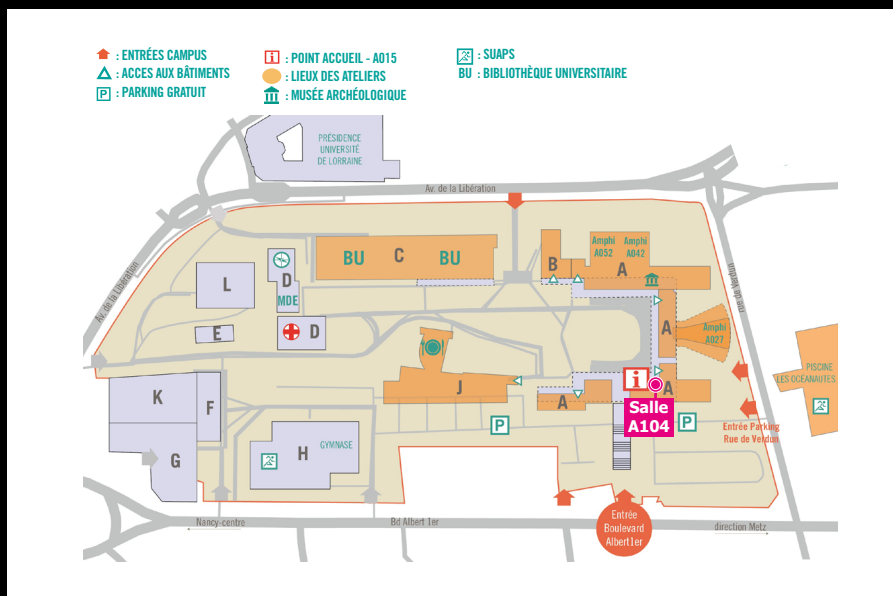 : ENTRÉES CAMPUS
: ACCES AUX BÂTIMENTS
P : PARKING GRATUIT
i : POINT ACCUEIL - A015
: LIEUX DES ATELIERS
: MUSÉE ARCHÉOLOGIQUE
: SUAPS
BU : BIBLIOTHÈQUE UNIVERSITAIRE
PRÉSIDENCE
UNIVERSITÉ
DE LORRAINE
Av. de la Libération
Av. de la Libération
rue de Verdun
BU C BU
B
Amphi
A052
Amphi
A042
A
L
D
MDE
E
D
A
Amphi
A027
PISCINE
LES OCEANAUTES
K
F
G
J
A
i
A
Salle
A104
P
P
Entrée Parking
Rue de Verdun
H
GYMNASE
Nancy-centre
Bd Albert 1er
Entrée
Boulevard
Albert1er
direction Metz